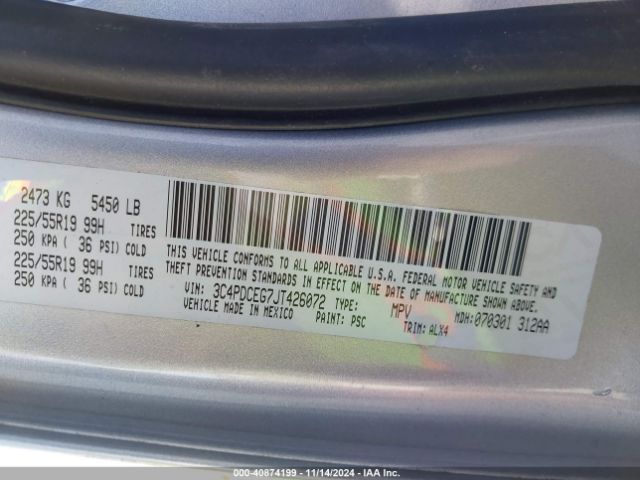 2473 KG 5450 LB
225/55R19 99H TIRES
250 KPA ( 36 PSI) COLD
225/55R19 99H TIRES
250 KPA ( 36 PSI) COLD
THIS VEHICLE CONFORMS TO ALL APPLICABLE U.S.A. FEDERAL MOTOR VEHICLE SAFETY AND
THEFT PREVENTION STANDARDS IN EFFECT ON THE DATE OF MANUFACTURE SHOWN ABOVE.
VIN: 3C4PDCEG7JT426072 TYPE: MPV MDH:070301 312AA
VEHICLE MADE IN MEXICO PAINT: PSC TRIM: ALX4
000-40874199 - 11/14/2024 - IAA Inc.